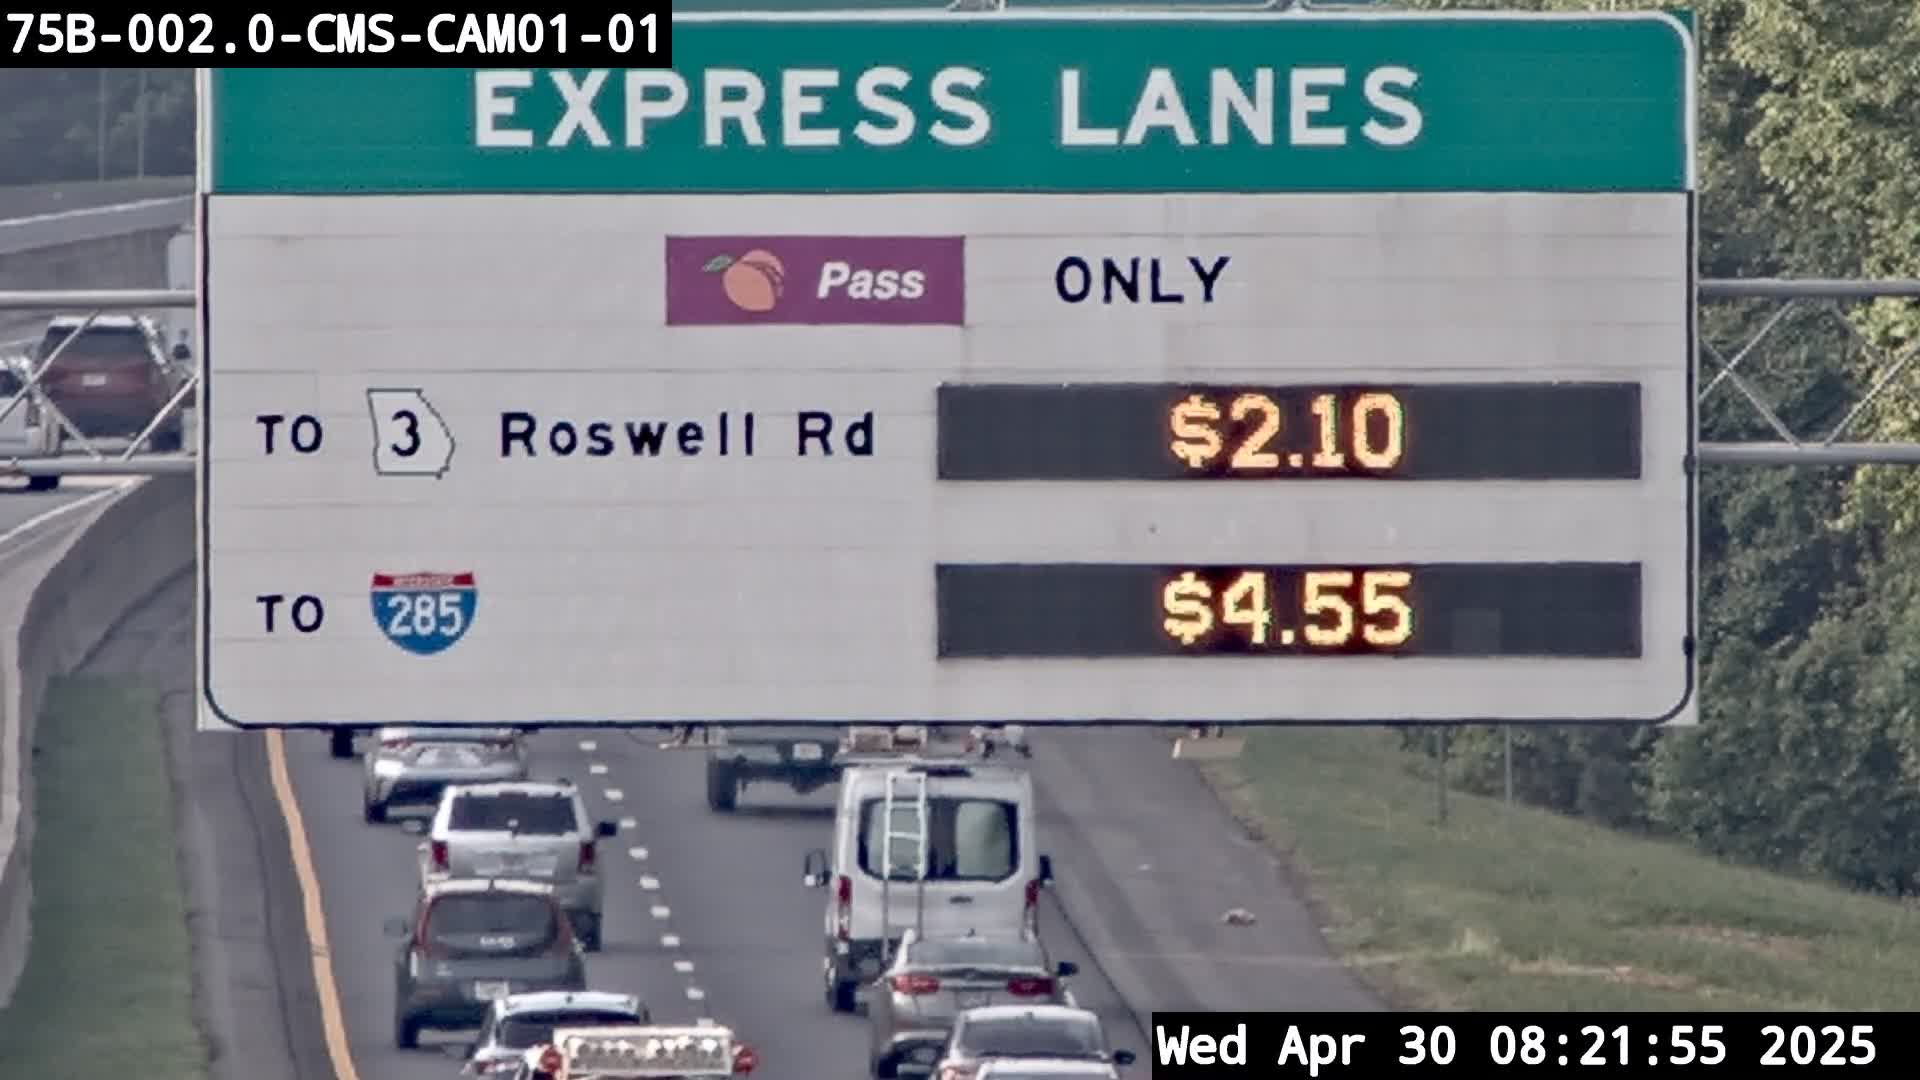 75B-002.0-CMS-CAM01-01
EXPRESS LANES
Pass ONLY
TO 3 Roswell Rd $2.10
TO 285 $4.55
Wed Apr 30 08:21:55 2025